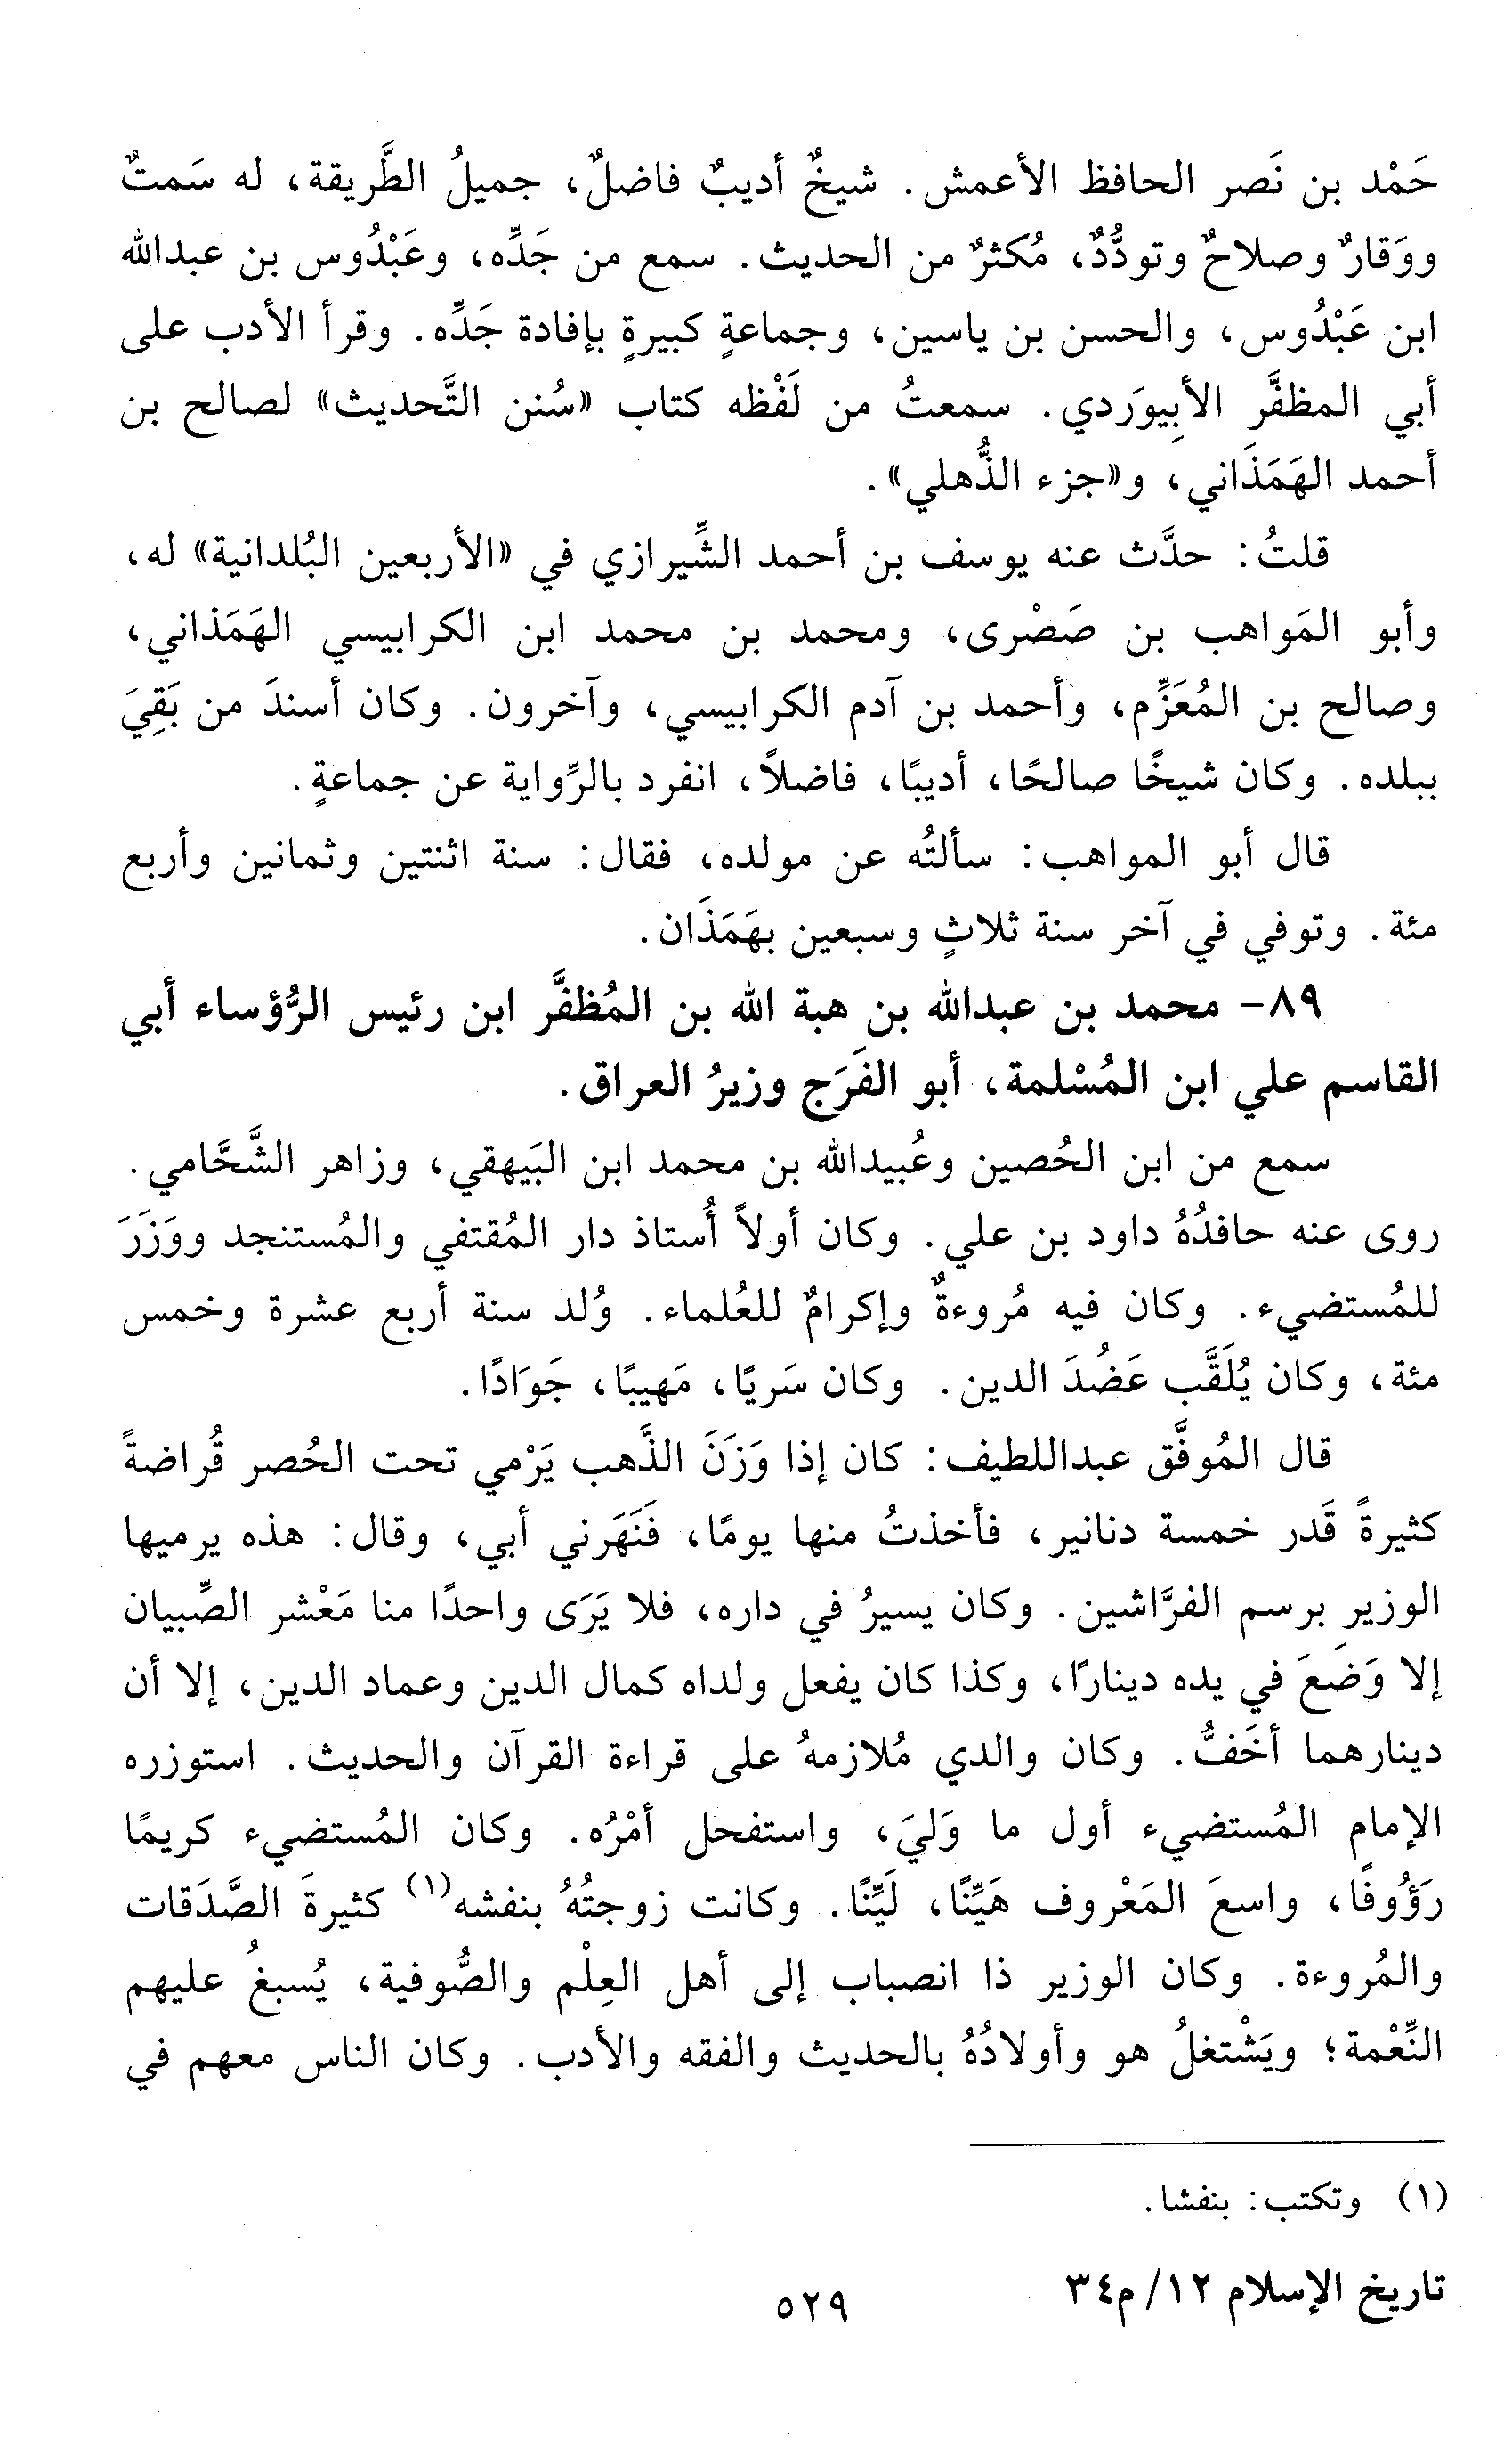 حَمْد بن نَصر الحافظ الأعمش. شيخٌ أديبٌ فاضلٌ، جميلُ الطَّريقة، له سَمتٌ
ووَقارٌ وصلاحٌ وتودُّدٌ، مُكثرٌ من الحديث. سمع من جَدِّه، وعَبْدُوس بن عبدالله
ابن عَبْدُوس، والحسن بن ياسين، وجماعةٍ كبيرةٍ بإفادة جَدِّه. وقرأ الأدب على
أبي المظفَّر الأبِيوَردي. سمعتُ من لَفْظه كتاب «سُنن التَّحديث» لصالح بن
أحمد الهَمَذَاني، و«جزء الذُّهلي».
قلتُ: حدَّث عنه يوسف بن أحمد الشِّيرازي في «الأربعين البُلدانية» له،
وأبو المَواهب بن صَصْرى، ومحمد بن محمد ابن الكرابيسي الهَمَذاني،
وصالح بن المُعَزِّم، وأحمد بن آدم الكرابيسي، وآخرون. وكان أسندَ من بَقِيَ
ببلده. وكان شيخًا صالحًا، أديبًا، فاضلاً، انفرد بالرِّواية عن جماعةٍ.
قال أبو المواهب: سألتُه عن مولده، فقال: سنة اثنتين وثمانين وأربع
مئة. وتوفي في آخر سنة ثلاثٍ وسبعين بهَمَذَان.
٨٩- محمد بن عبدالله بن هبة الله بن المُظفَّر ابن رئيس الرُّؤساء أبي
القاسم علي ابن المُسْلمة، أبو الفَرَج وزيرُ العراق.
سمع من ابن الحُصين وعُبيدالله بن محمد ابن البَيهقي، وزاهر الشَّحَّامي.
روى عنه حافدُهُ داود بن علي. وكان أولاً أُستاذ دار المُقتفي والمُستنجد ووَزَرَ
للمُستضيء. وكان فيه مُروءةٌ وإكرامٌ للعُلماء. وُلد سنة أربع عشرة وخمس
مئة، وكان يُلَقَّب عَضُدَ الدين. وكان سَريًا، مَهيبًا، جَوَادًا.
قال المُوفَّق عبداللطيف: كان إذا وَزَنَ الذَّهب يَرْمي تحت الحُصر قُراضةً
كثيرةً قَدر خمسة دنانير، فأخذتُ منها يومًا، فَنَهَرني أبي، وقال: هذه يرميها
الوزير برسم الفرَّاشين. وكان يسيرُ في داره، فلا يَرَى واحدًا منا مَعْشر الصِّبيان
إلا وَضَعَ في يده دينارًا، وكذا كان يفعل ولداه كمال الدين وعماد الدين، إلا أن
دينارهما أخَفُّ. وكان والدي مُلازمهُ على قراءة القرآن والحديث. استوزره
الإمام المُستضيء أول ما وَليَ، واستفحل أمْرُه. وكان المُستضيء كريمًا
رَؤُوفًا، واسعَ المَعْروف هَيِّنًا، لَيِّنًا. وكانت زوجتُهُ بنفشه(١) كثيرةَ الصَّدَقات
والمُروءة. وكان الوزير ذا انصباب إلى أهل العِلْم والصُّوفية، يُسبغُ عليهم
النِّعْمة؛ ويَشْتغلُ هو وأولادُهُ بالحديث والفقه والأدب. وكان الناس معهم في
(١) وتكتب: بنفشا.
تاريخ الإسلام ١٢/ م٣٤
٥٢٩